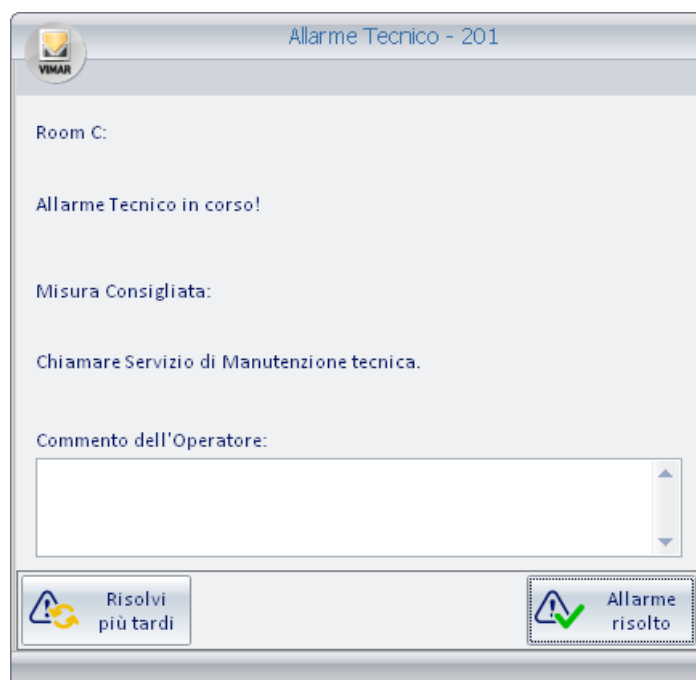 Allarme Tecnico - 201
VIMAR
Room C:
Allarme Tecnico in corso!
Misura Consigliata:
Chiamare Servizio di Manutenzione tecnica.
Commento dell'Operatore:
Risolvi
più tardi
Allarme
risolto